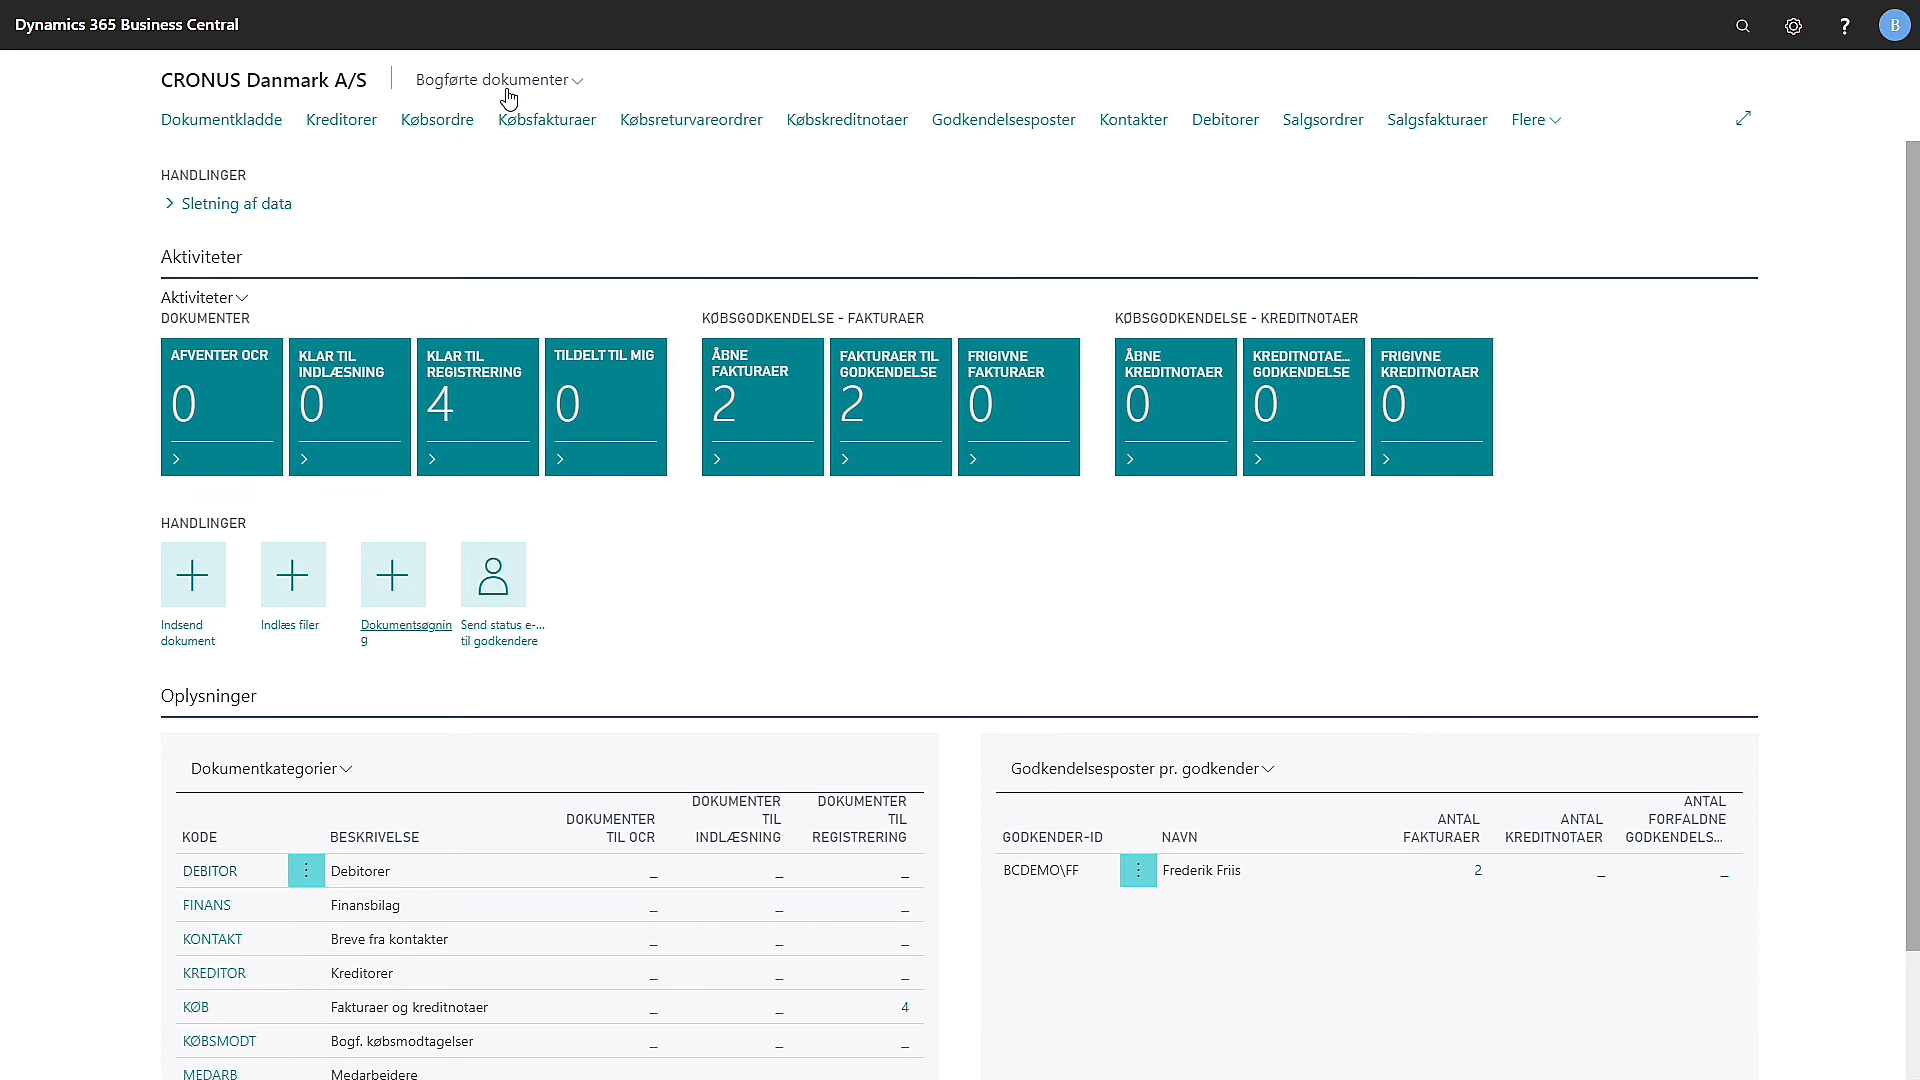 Dynamics 365 Business Central
?
B
CRONUS Danmark A/S
Bogførte dokumenter
Dokumentkladde Kreditorer Købsordre Købsfakturaer Købsreturvareordrer Købskreditnotaer Godkendelsesposter Kontakter Debitorer Salgsordrer Salgsfakturaer Flere
HANDLINGER
Sletning af data
Aktiviteter
Aktiviteter
DOKUMENTER
AFVENTER OCR
0
KLAR TIL
INDLÆSNING
0
KLAR TIL
REGISTRERING
4
TILDELT TIL MIG
0
KØBSGODKENDELSE - FAKTURAER
ÅBNE
FAKTURAER
2
FAKTURAER TIL
GODKENDELSE
2
FRIGIVNE
FAKTURAER
0
KØBSGODKENDELSE - KREDITNOTAER
ÅBNE
KREDITNOTAER
0
KREDITNOTAE...
GODKENDELSE
0
FRIGIVNE
KREDITNOTAER
0
HANDLINGER
Indsend
dokument
Indlæs filer
Dokumentsøgnin
g
Send status e-...
til godkendere
Oplysninger
Dokumentkategorier
KODE
BESKRIVELSE
DOKUMENTER
TIL OCR
DOKUMENTER
TIL
INDLÆSNING
DOKUMENTER
TIL
REGISTRERING
DEBITOR Debitorer _ _ _
FINANS Finansbilag _ _ _
KONTAKT Breve fra kontakter _ _ _
KREDITOR Kreditorer _ _ _
KØB Fakturaer og kreditnotaer _ _ 4
KØBSMODT Bogf. købsmodtagelser _ _ _
MEDARB Medarbejdere
Godkendelsesposter pr. godkender
GODKENDER-ID
NAVN
ANTAL
FAKTURAER
ANTAL
KREDITNOTAER
ANTAL
FORFALDNE
GODKENDELS...
BCDEMO\FF Frederik Friis 2 _ _